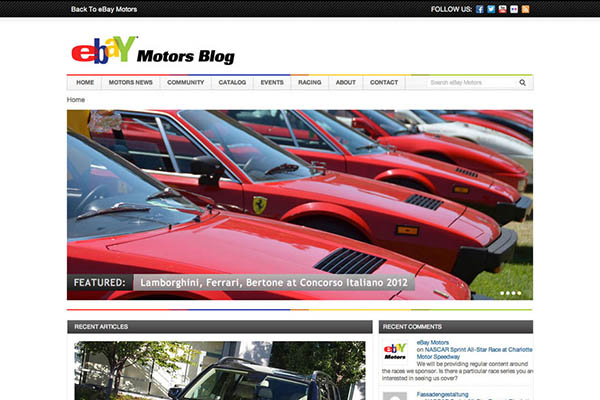 Back To eBay Motors
FOLLOW US:
ebay Motors Blog
HOME MOTORS NEWS COMMUNITY CATALOG EVENTS RACING ABOUT CONTACT
Search eBay Motors
Home
FEATURED: Lamborghini, Ferrari, Bertone at Concorso Italiano 2012
RECENT ARTICLES
RECENT COMMENTS
ebay
Motors
eBay Motors
on NASCAR Sprint All-Star Race at Charlotte
Motor Speedway
We will be providing regular content around
the races we sponsor. Is there a particular race series you are
interested in seeing us cover?
Fassadengestaltung